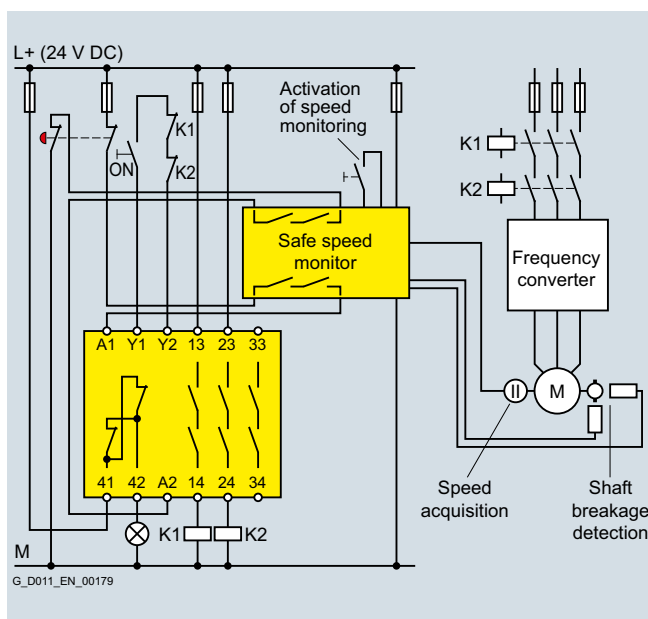 L+ (24 V DC)
Activation
of speed
monitoring
K1
K2
ON
K1
K2
Safe speed
monitor
Frequency
converter
A1 Y1 Y2 13 23 33
M
41 42 A2 14 24 34
K1
K2
Speed
acquisition
Shaft
breakage
detection
M
G_D011_EN_00179